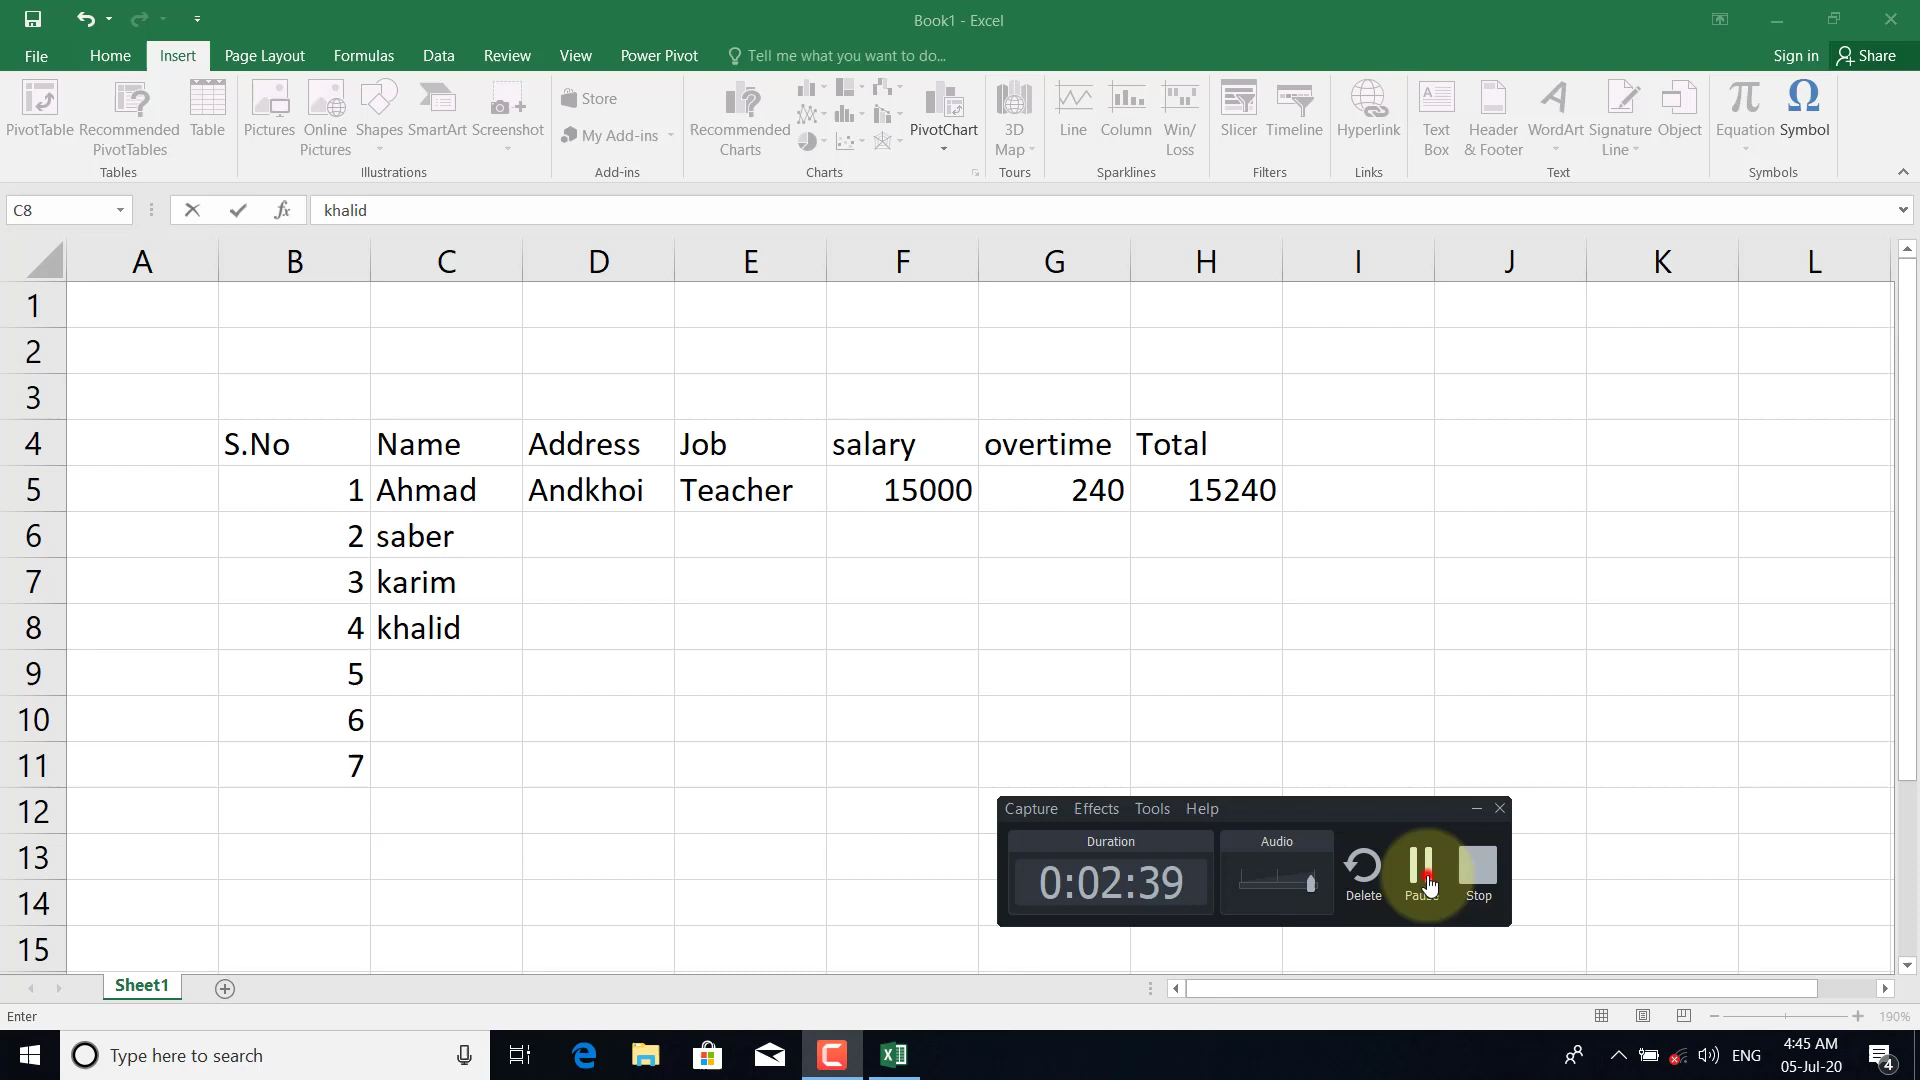 Book1 - Excel
File Home Insert Page Layout Formulas Data Review View Power Pivot Tell me what you want to do... Sign in Share
PivotTable Recommended PivotTables Table Pictures Online Pictures Shapes SmartArt Screenshot Store My Add-ins Recommended Charts PivotChart 3D Map Line Column Win/Loss Slicer Timeline Hyperlink Text Box Header & Footer WordArt Signature Line Object Equation Symbol
Tables Illustrations Add-ins Charts Tours Sparklines Filters Links Text Symbols
C8 fx khalid
A B C D E F G H I J K L
1
2
3
4 S.No Name Address Job salary overtime Total
5 1 Ahmad Andkhoi Teacher 15000 240 15240
6 2 saber
7 3 karim
8 4 khalid
9 5
10 6
11 7
12
13
14
15
Capture Effects Tools Help
Duration Audio
0:02:39
Delete Pause Stop
Sheet1
Enter 190%
Type here to search ENG 4:45 AM
05-Jul-20 4